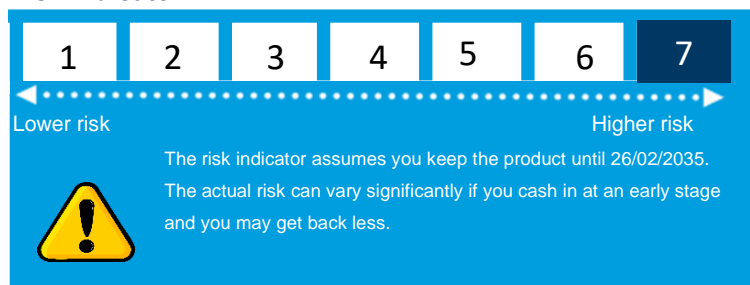 1 2 3 4 5 6 7
Lower risk Higher risk
The risk indicator assumes you keep the product until 26/02/2035.
The actual risk can vary significantly if you cash in at an early stage
and you may get back less.